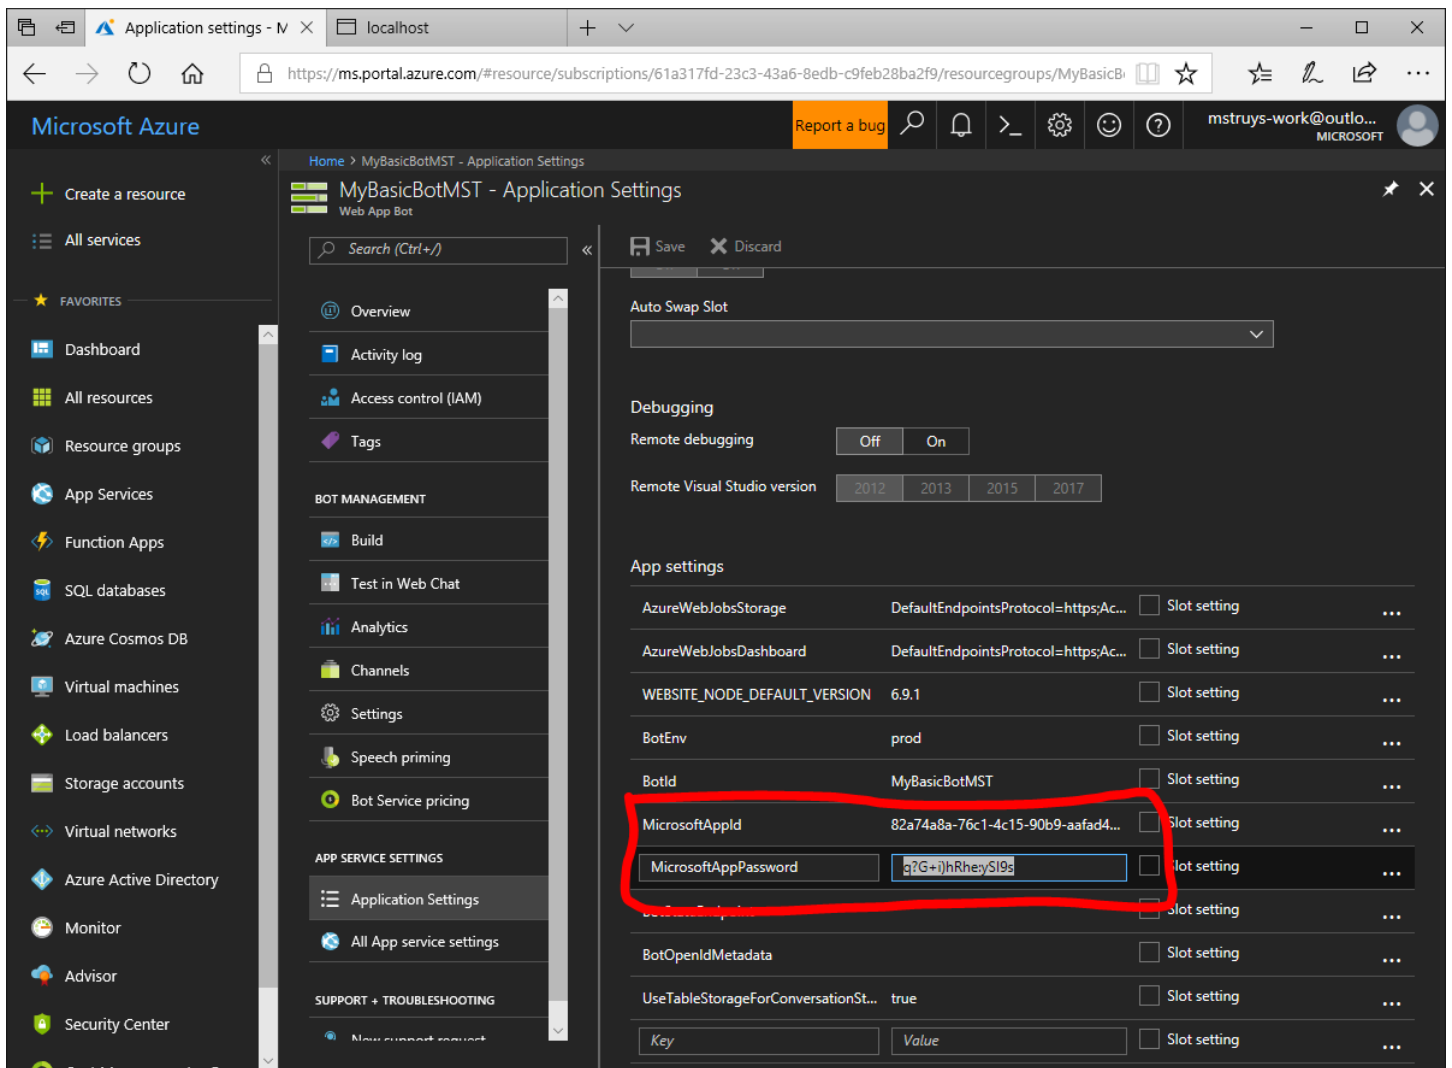 Application settings - M
localhost
https://ms.portal.azure.com/#resource/subscriptions/61a317fd-23c3-43a6-8edb-c9feb28ba2f9/resourcegroups/MyBasicB
Microsoft Azure
Report a bug
mstruys-work@outlo...
MICROSOFT
Home > MyBasicBotMST - Application Settings
MyBasicBotMST - Application Settings
Web App Bot
Create a resource
All services
FAVORITES
Dashboard
All resources
Resource groups
App Services
Function Apps
SQL databases
Azure Cosmos DB
Virtual machines
Load balancers
Storage accounts
Virtual networks
Azure Active Directory
Monitor
Advisor
Security Center
Search (Ctrl+/)
Overview
Activity log
Access control (IAM)
Tags
BOT MANAGEMENT
Build
Test in Web Chat
Analytics
Channels
Settings
Speech priming
Bot Service pricing
APP SERVICE SETTINGS
Application Settings
All App service settings
SUPPORT + TROUBLESHOOTING
New support request
Save Discard
Auto Swap Slot
Debugging
Remote debugging Off On
Remote Visual Studio version 2012 2013 2015 2017
App settings
AzureWebJobsStorage DefaultEndpointsProtocol=https;Ac... Slot setting ...
AzureWebJobsDashboard DefaultEndpointsProtocol=https;Ac... Slot setting ...
WEBSITE_NODE_DEFAULT_VERSION 6.9.1 Slot setting ...
BotEnv prod Slot setting ...
BotId MyBasicBotMST Slot setting ...
MicrosoftAppId 82a74a8a-76c1-4c15-90b9-aafad4... Slot setting ...
MicrosoftAppPassword q?G+i)hRhe:ySI9s Slot setting ...
Slot setting ...
BotOpenIdMetadata Slot setting ...
UseTableStorageForConversationSt... true Slot setting ...
Key Value Slot setting ...